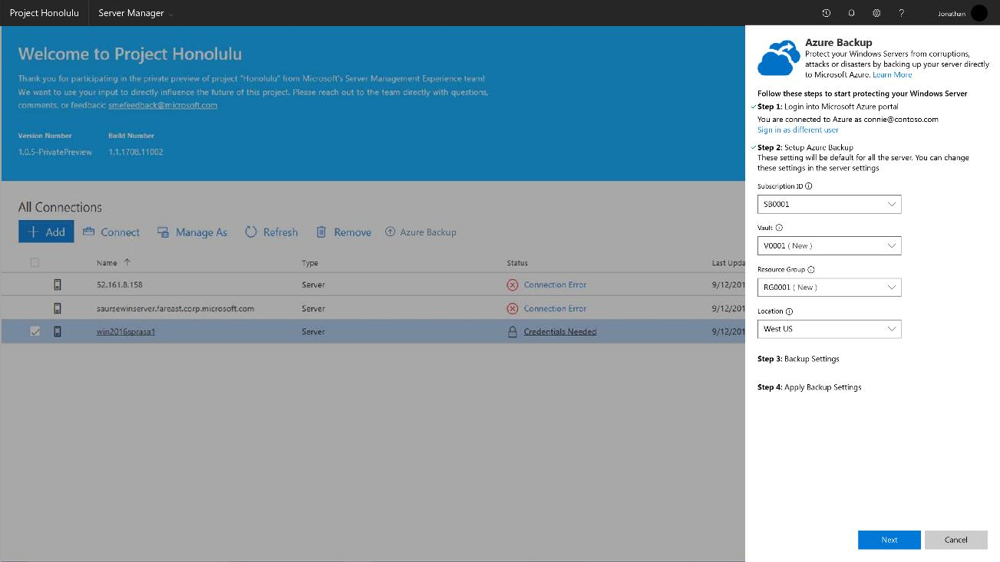 Project Honolulu
Server Manager
Jonathan
Welcome to Project Honolulu
Thank you for participating in the private preview of project "Honolulu" from Microsoft's Server Management Experience team!
We want to use your input to directly influence the future of this project. Please reach out to the team directly with questions,
comments, or feedback: smefeedback@microsoft.com
Version Number Build Number
1.0.5-PrivatePreview 1.1.1708.11002
All Connections
Add Connect Manage As Refresh Remove Azure Backup
Name Type Status Last Upda
52.161.8.158 Server Connection Error 9/12/201
saursewinserver.fareast.corp.microsoft.com Server Connection Error 9/12/201
win2016sprasa1 Server Credentials Needed 9/12/201
Azure Backup
Protect your Windows Servers from corruptions,
attacks or disasters by backing up your server directly
to Microsoft Azure. Learn More
Follow these steps to start protecting your Windows Server
Step 1: Login into Microsoft Azure portal
You are connected to Azure as connie@contoso.com
Sign in as different user
Step 2: Setup Azure Backup
These setting will be default for all the server. You can change
these settings in the server settings
Subscription ID
SB0001
Vault
V0001 ( New )
Resource Group
RG0001 ( New )
Location
West US
Step 3: Backup Settings
Step 4: Apply Backup Settings
Next Cancel